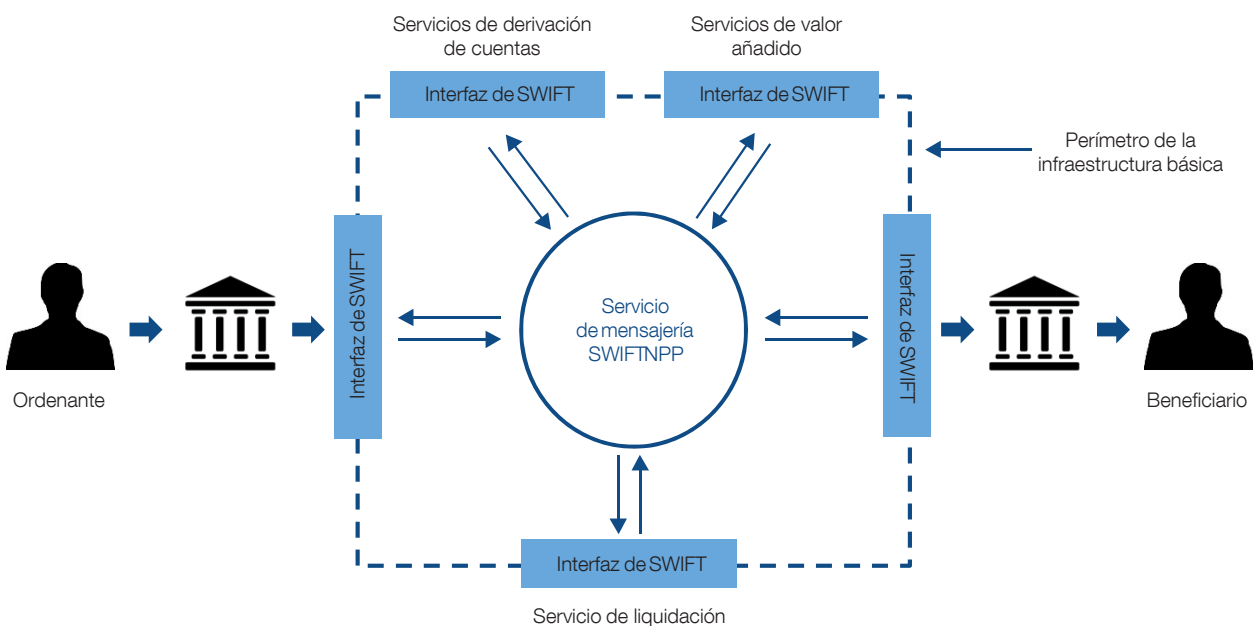 Servicios de derivación
de cuentas
Servicios de valor
añadido
Interfaz de SWIFT
Interfaz de SWIFT
Perímetro de la
infraestructura básica
Interfaz de SWIFT
Servicio
de mensajería
SWIFTNPP
Interfaz de SWIFT
Ordenante
Beneficiario
Interfaz de SWIFT
Servicio de liquidación